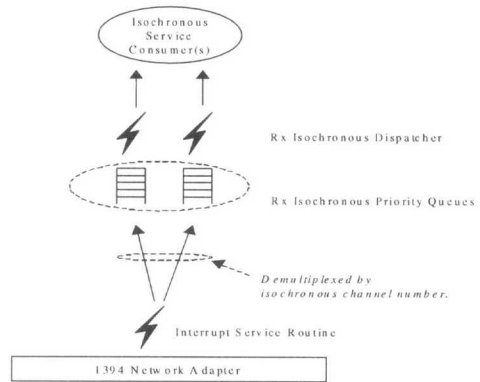 Isochronous
Service
Consumer(s)
Rx Isochronous Dispatcher
Rx Isochronous Priority Queues
Demultiplexed by
isochronous channel number.
Interrupt Service Routine
1394 Network Adapter